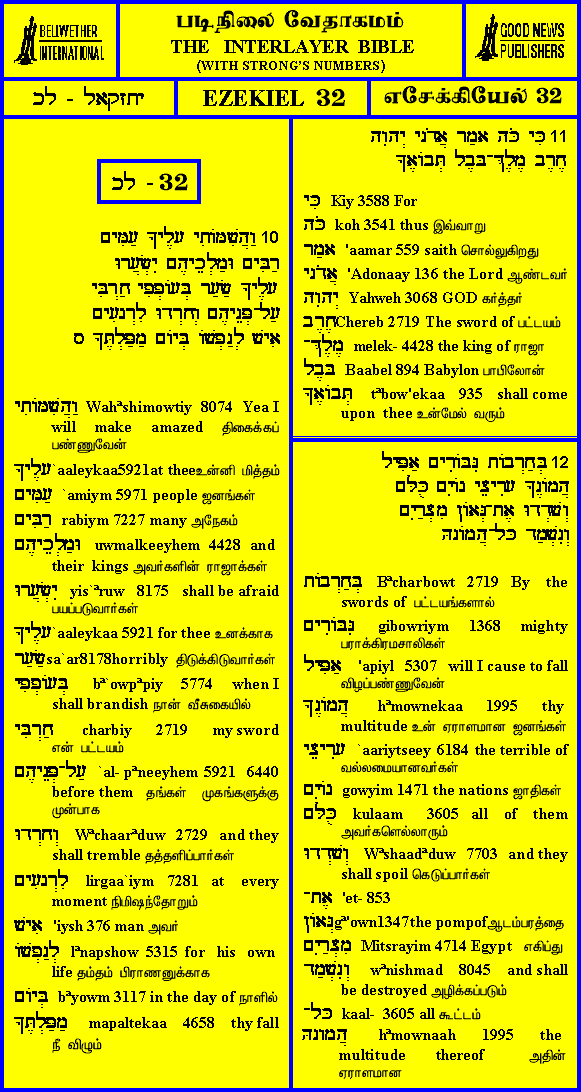 BELLWETHER
INTERNATIONAL
படிநிலை வேதாகமம்
THE INTERLAYER BIBLE
(WITH STRONG'S NUMBERS)
GOOD NEWS
PUBLISHERS
יחזקאל - לב
EZEKIEL 32
எசேக்கியேல் 32
לב - 32
10 וַהֲשִׁמּוֹתִי עָלֶיךָ עַמִּים
רַבִּים וּמַלְכֵיהֶם יִשְׂעֲרוּ
עָלֶיךָ שַׂעַר בְּעוֹפְפִי חַרְבִּי
עַל־פְּנֵיהֶם וְחָרְדוּ לִרְגָעִים
אִישׁ לְנַפְשׁוֹ בְּיוֹם מַפַּלְתֶּךָ ס
וַהֲשִׁמּוֹתִי Wahªshimowtiy 8074 Yea I
will make amazed திகைக்கப்
பண்ணுவேன்
עָלֶיךָ `aaleykaa5921at theeஉன்னி மித்தம்
עַמִּים `amiym 5971 people ஜனங்கள்
רַבִּים rabiym 7227 many அநேகம்
וּמַלְכֵיהֶם uwmalkeeyhem 4428 and
their kings அவர்களின் ராஜாக்கள்
יִשְׂעֲרוּ yis`ªruw 8175 shall be afraid
பயப்படுவார்கள்
עָלֶיךָ `aaleykaa 5921 for thee உனக்காக
שַׂעַר sa`ar8178horribly திடுக்கிடுவார்கள்
בְּעוֹפְפִי bª`owpªpiy 5774 when I
shall brandish நான் வீசுகையில்
חַרְבִּי charbiy 2719 my sword
என் பட்டயம்
עַל־פְּנֵיהֶם `al- pªneeyhem 5921 6440
before them தங்கள் முகங்களுக்கு
முன்பாக
וְחָרְדוּ Wªchaarªduw 2729 and they
shall tremble தத்தளிப்பார்கள்
לִרְגָעִים lirgaa`iym 7281 at every
moment நிமிஷந்தோறும்
אִישׁ 'iysh 376 man அவர்
לְנַפְשׁוֹ lªnapshow 5315 for his own
life தம்தம் பிராணனுக்காக
בְּיוֹם bªyowm 3117 in the day of நாளில்
מַפַּלְתֶּךָ mapaltekaa 4658 thy fall
நீ விழும்
11 כִּי כֹּה אָמַר אֲדֹנָי יְהוִה
חֶרֶב מֶלֶךְ־בָּבֶל תְּבוֹאֶךָ
כִּי Kiy 3588 For
כֹּה koh 3541 thus இவ்வாறு
אָמַר 'aamar 559 saith சொல்லுகிறது
אֲדֹנָי 'Adonaay 136 the Lord ஆண்டவர்
יְהוִה Yahweh 3068 GOD கர்த்தர்
חֶרֶב Chereb 2719 The sword of பட்டயம்
מֶלֶךְ־ melek- 4428 the king of ராஜா
בָּבֶל Baabel 894 Babylon பாபிலோன்
תְּבוֹאֶךָ tªbow'ekaa 935 shall come
upon thee உன்மேல் வரும்
12 בְּחַרְבוֹת גִּבּוֹרִים אַפִּיל
הֲמוֹנֶךָ עָרִיצֵי גוֹיִם כֻּלָּם
וְשָׁדְדוּ אֶת־גְּאוֹן מִצְרַיִם
וְנִשְׁמַד כָּל־הֲמוֹנָהּ
בְּחַרְבוֹת Bªcharbowt 2719 By the
swords of பட்டயங்களால்
גִּבּוֹרִים gibowriym 1368 mighty
பராக்கிரமசாலிகள்
אַפִּיל 'apiyl 5307 will I cause to fall
விழப்பண்ணுவேன்
הֲמוֹנֶךָ hªmownekaa 1995 thy
multitude உன் ஏராளமான ஜனங்கள்
עָרִיצֵי `aariytseey 6184 the terrible of
வல்லமையானவர்கள்
גוֹיִם gowyim 1471 the nations ஜாதிகள்
כֻּלָּם kulaam 3605 all of them
அவர்களெல்லாரும்
וְשָׁדְדוּ Wªshaadªduw 7703 and they
shall spoil கெடுப்பார்கள்
אֶת־ 'et- 853
גְּאוֹן gª'own1347the pompofஆடம்பரத்தை
מִצְרַיִם Mitsrayim 4714 Egypt எகிப்து
וְנִשְׁמַד wªnishmad 8045 and shall
be destroyed அழிக்கப்படும்
כָּל־ kaal- 3605 all கூட்டம்
הֲמוֹנָהּ hªmownaah 1995 the
multitude thereof அதின்
ஏராளமான